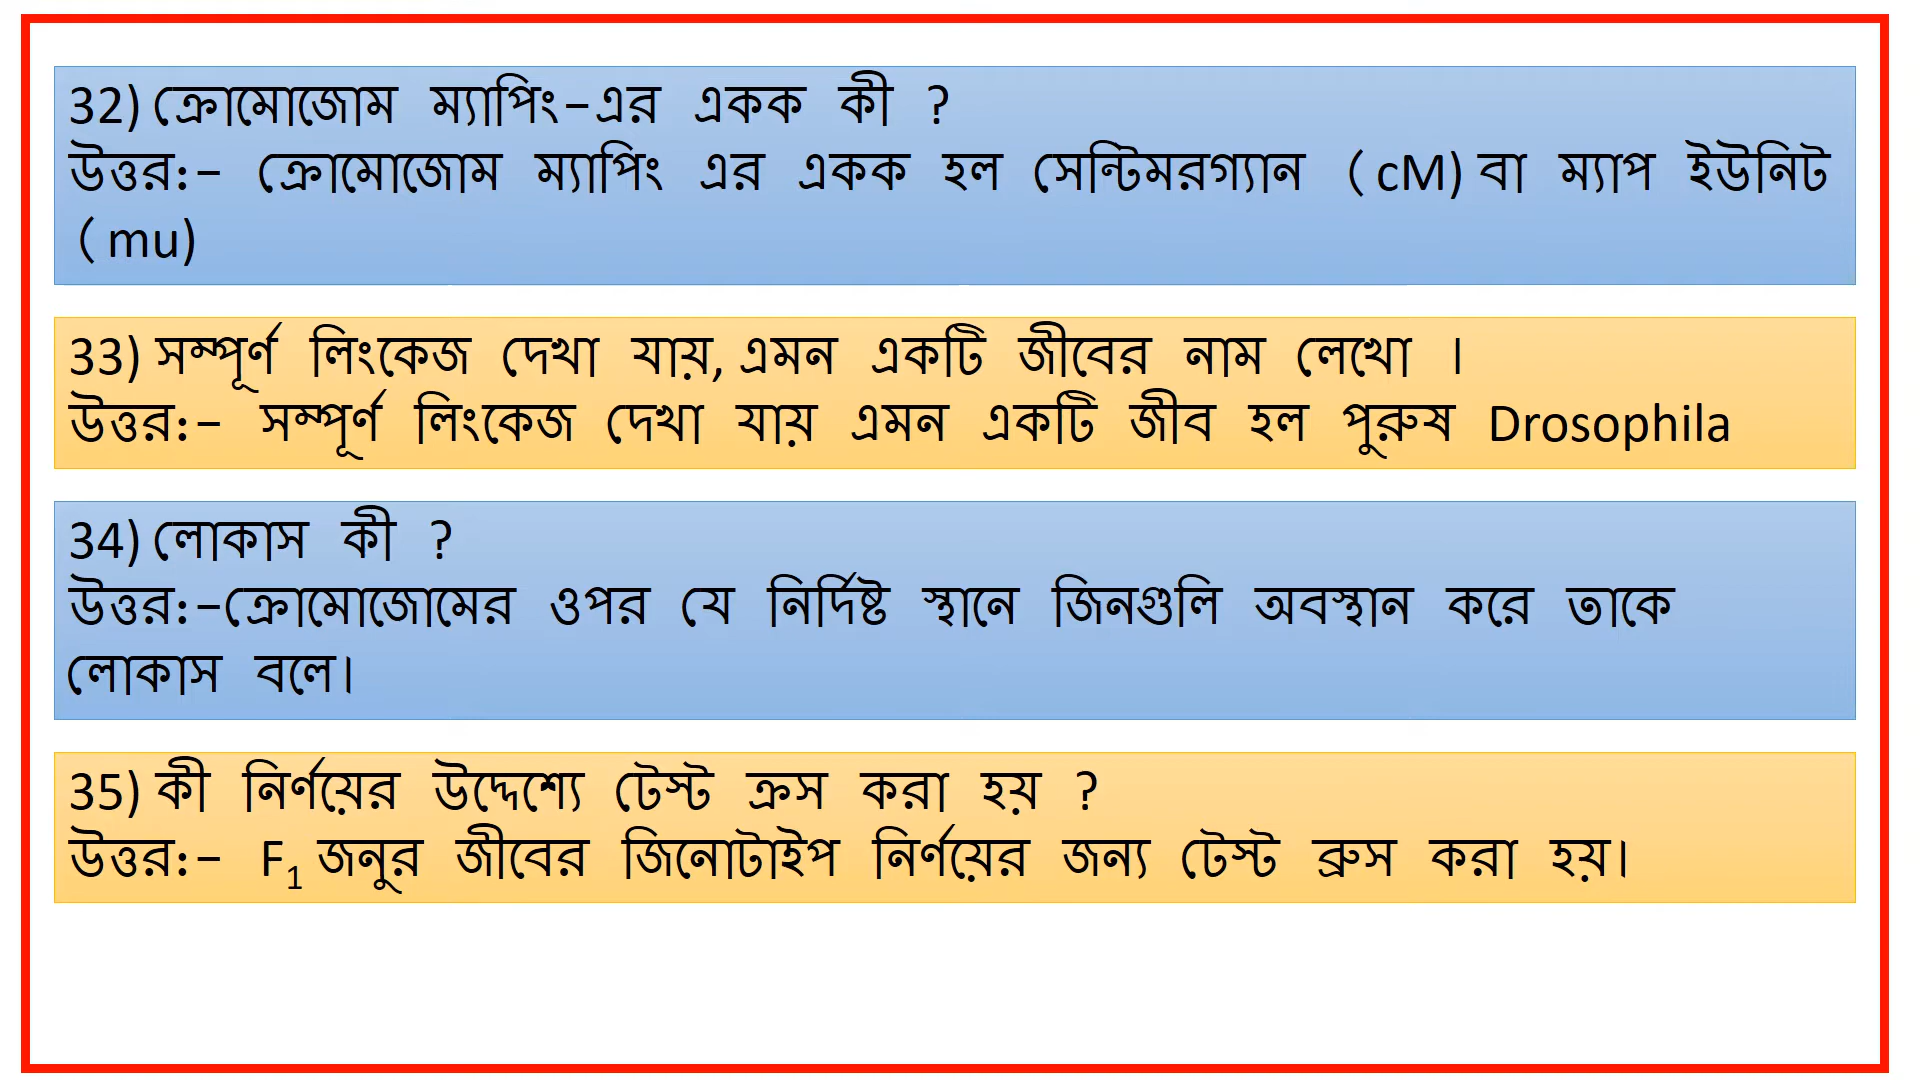 32) ক্রোমোজোম ম্যাপিং-এর একক কী ?
উত্তর:- ক্রোমোজোম ম্যাপিং এর একক হল সেন্টিমরগ্যান ( cM) বা ম্যাপ ইউনিট
( mu)
33) সম্পূর্ণ লিংকেজ দেখা যায়, এমন একটি জীবের নাম লেখো ।
উত্তর:- সম্পূর্ণ লিংকেজ দেখা যায় এমন একটি জীব হল পুরুষ Drosophila
34) লোকাস কী ?
উত্তর:-ক্রোমোজোমের ওপর যে নির্দিষ্ট স্থানে জিনগুলি অবস্থান করে তাকে
লোকাস বলে।
35) কী নির্ণয়ের উদ্দেশ্যে টেস্ট ক্রস করা হয় ?
উত্তর:- F₁ জনুর জীবের জিনোটাইপ নির্ণয়ের জন্য টেস্ট ব্রুস করা হয়।